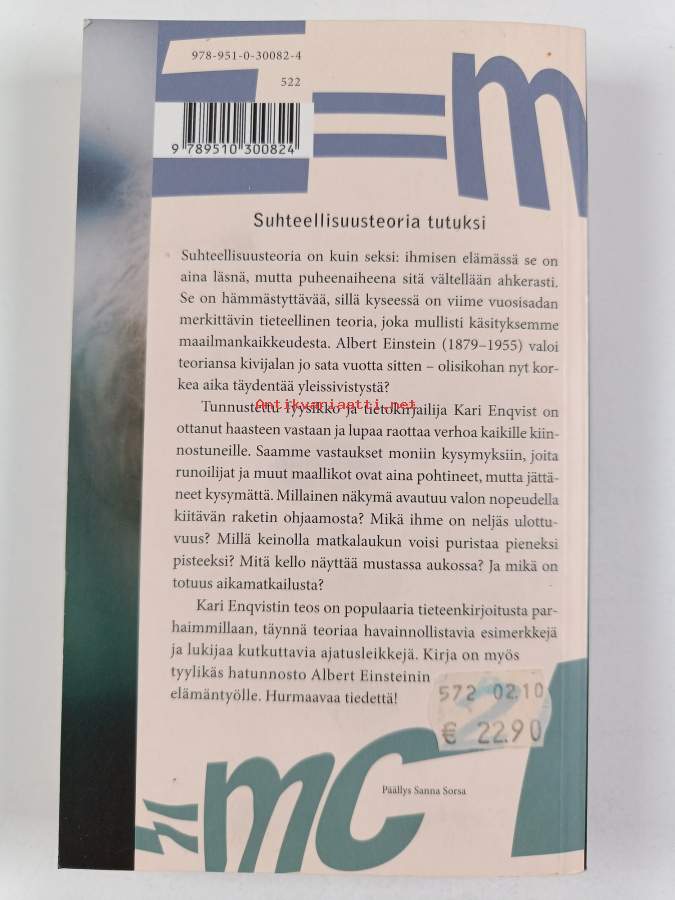 978-951-0-30082-4
522
9 789510 300824
=m
Suhteellisuusteoria tutuksi
Suhteellisuusteoria on kuin seksi: ihmisen elämässä se on
aina läsnä, mutta puheenaiheena sitä vältellään ahkerasti.
Se on hämmästyttävää, sillä kyseessä on viime vuosisadan
merkittävin tieteellinen teoria, joka mullisti käsityksemme
maailmankaikkeudesta. Albert Einstein (1879–1955) valoi
teoriansa kivijalan jo sata vuotta sitten – olisikohan nyt kor-
kea aika täydentää yleissivistystä?
Antikvariaatti.net
Tunnustettu fyysikko ja tietokirjailija Kari Enqvist on
ottanut haasteen vastaan ja lupaa raottaa verhoa kaikille kiin-
nostuneille. Saamme vastaukset moniin kysymyksiin, joita
runoilijat ja muut maallikot ovat aina pohtineet, mutta jättä-
neet kysymättä. Millainen näkymä avautuu valon nopeudella
kiitävän raketin ohjaamosta? Mikä ihme on neljäs ulottu-
vuus? Millä keinolla matkalaukun voisi puristaa pieneksi
pisteeksi? Mitä kello näyttää mustassa aukossa? Ja mikä on
totuus aikamatkailusta?
Kari Enqvistin teos on populaaria tieteenkirjoitusta par-
haimmillaan, täynnä teoriaa havainnollistavia esimerkkejä
ja lukijaa kutkuttavia ajatusleikkejä. Kirja on myös
tyylikäs hatunnosto Albert Einsteinin
elämäntyölle. Hurmaavaa tiedettä!
572 02.10
€ 22.90
Päällys Sanna Sorsa
=mc